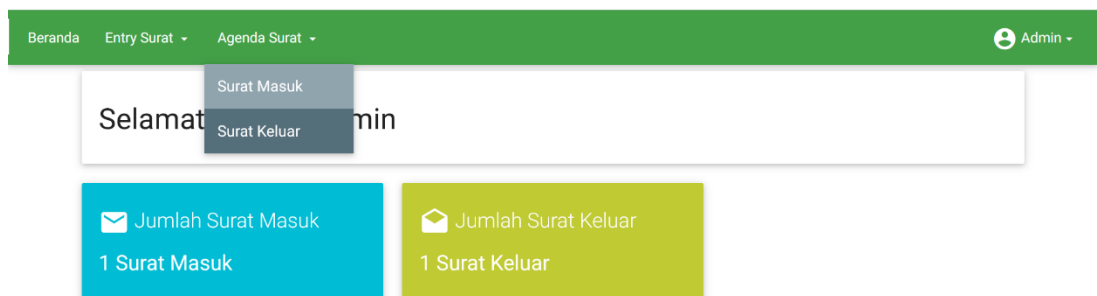 Beranda Entry Surat Agenda Surat Admin
Surat Masuk
Surat Keluar
Selamat min
Jumlah Surat Masuk
1 Surat Masuk
Jumlah Surat Keluar
1 Surat Keluar